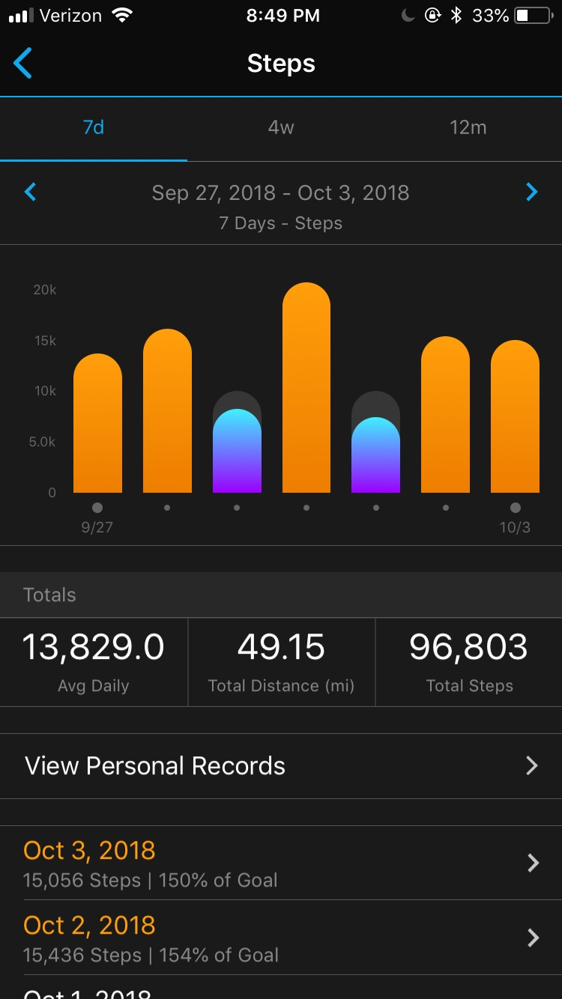 Verizon 8:49 PM 33%
Steps
7d 4w 12m
Sep 27, 2018 - Oct 3, 2018
7 Days - Steps
20k
15k
10k
5.0k
0
9/27 10/3
Totals
13,829.0 49.15 96,803
Avg Daily Total Distance (mi) Total Steps
View Personal Records
Oct 3, 2018
15,056 Steps | 150% of Goal
Oct 2, 2018
15,436 Steps | 154% of Goal
Oct 1, 2018